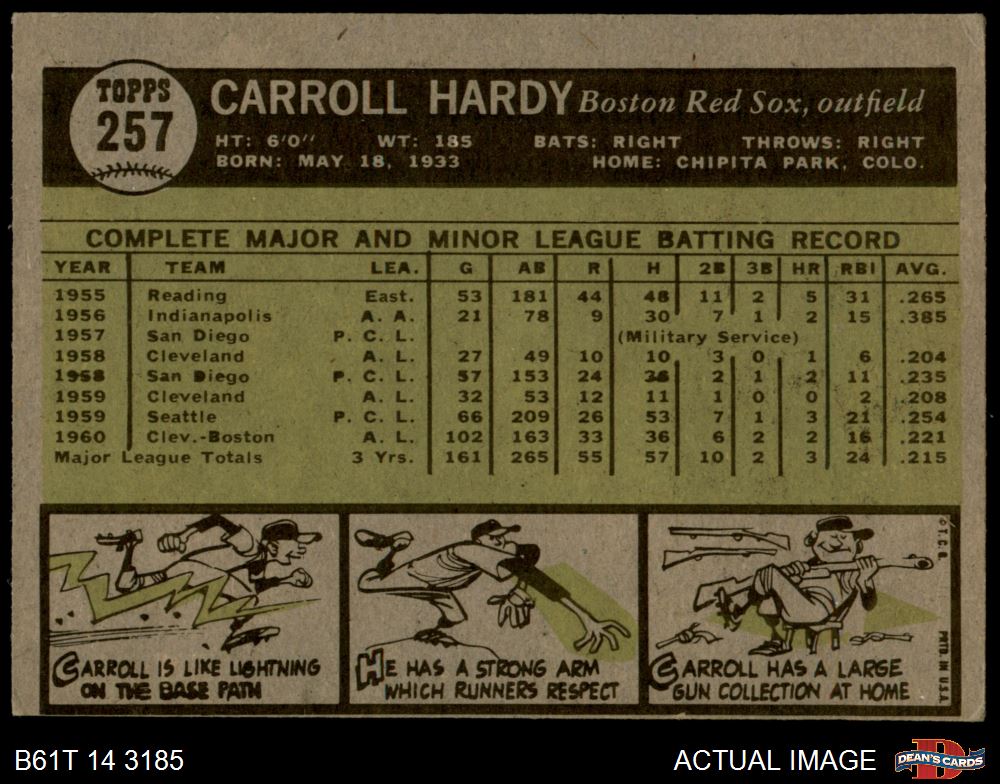 TOPPS
257
CARROLL HARDY Boston Red Sox, outfield
HT: 6'0" WT: 185 BATS: RIGHT THROWS: RIGHT
BORN: MAY 18, 1933 HOME: CHIPITA PARK, COLO.
COMPLETE MAJOR AND MINOR LEAGUE BATTING RECORD
YEAR TEAM LEA. G AB R H 2B 3B HR RBI AVG.
1955 Reading East. 53 181 44 48 11 2 5 31 .265
1956 Indianapolis A. A. 21 78 9 30 7 1 2 15 .385
1957 San Diego P. C. L. (Military Service)
1958 Cleveland A. L. 27 49 10 10 3 0 1 6 .204
1958 San Diego P. C. L. 57 153 24 36 2 1 2 11 .235
1959 Cleveland A. L. 32 53 12 11 1 0 0 2 .208
1959 Seattle P. C. L. 66 209 26 53 7 1 3 21 .254
1960 Clev.-Boston A. L. 102 163 33 36 6 2 2 16 .221
Major League Totals 3 Yrs. 161 265 55 57 10 2 3 24 .215
CARROLL IS LIKE LIGHTNING
ON THE BASE PATH
HE HAS A STRONG ARM
WHICH RUNNERS RESPECT
CARROLL HAS A LARGE
GUN COLLECTION AT HOME
© T. C. G. PRTD. IN U.S.A.
B61T 14 3185 ACTUAL IMAGE
DEAN'S CARDS